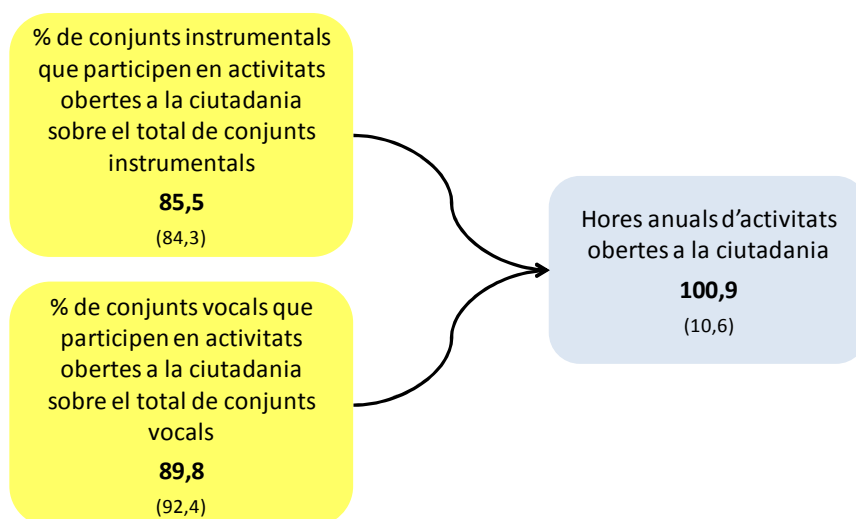 % de conjunts instrumentals
que participen en activitats
obertes a la ciutadania
sobre el total de conjunts
instrumentals
85,5
(84,3)
% de conjunts vocals que
participen en activitats
obertes a la ciutadania
sobre el total de conjunts
vocals
89,8
(92,4)
Hores anuals d’activitats
obertes a la ciutadania
100,9
(10,6)